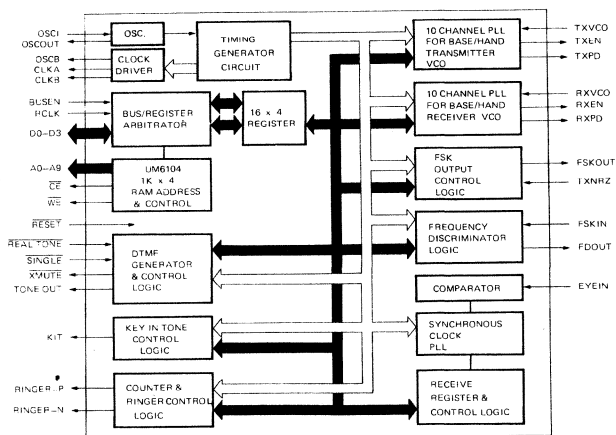 OSCI
OSCOUT
OSCB
CLKA
CLKB
BUSEN
PCLK
D0-D3
A0-A9
CE
WE
RESET
REAL TONE
SINGLE
XMUTE
TONE OUT
KIT
RINGER-P
RINGER-N
OSC.
CLOCK
DRIVER
TIMING
GENERATOR
CIRCUIT
BUS/REGISTER
ARBITRATOR
16 x 4
REGISTER
UM6104
1K x 4
RAM ADDRESS
& CONTROL
DTMF
GENERATOR
& CONTROL
LOGIC
KEY IN TONE
CONTROL
LOGIC
COUNTER &
RINGER CONTROL
LOGIC
10 CHANNEL PLL
FOR BASE/HAND
TRANSMITTER
VCO
10 CHANNEL PLL
FOR BASE/HAND
RECEIVER VCO
FSK
OUTPUT
CONTROL
LOGIC
FREQUENCY
DISCRIMINATOR
LOGIC
COMPARATOR
SYNCHRONOUS
CLOCK
PLL
RECEIVE
REGISTER &
CONTROL LOGIC
TXVCO
TXEN
TXPD
RXVCO
RXEN
RXPD
FSKOUT
TXNRZ
FSKIN
FDOUT
EYEIN